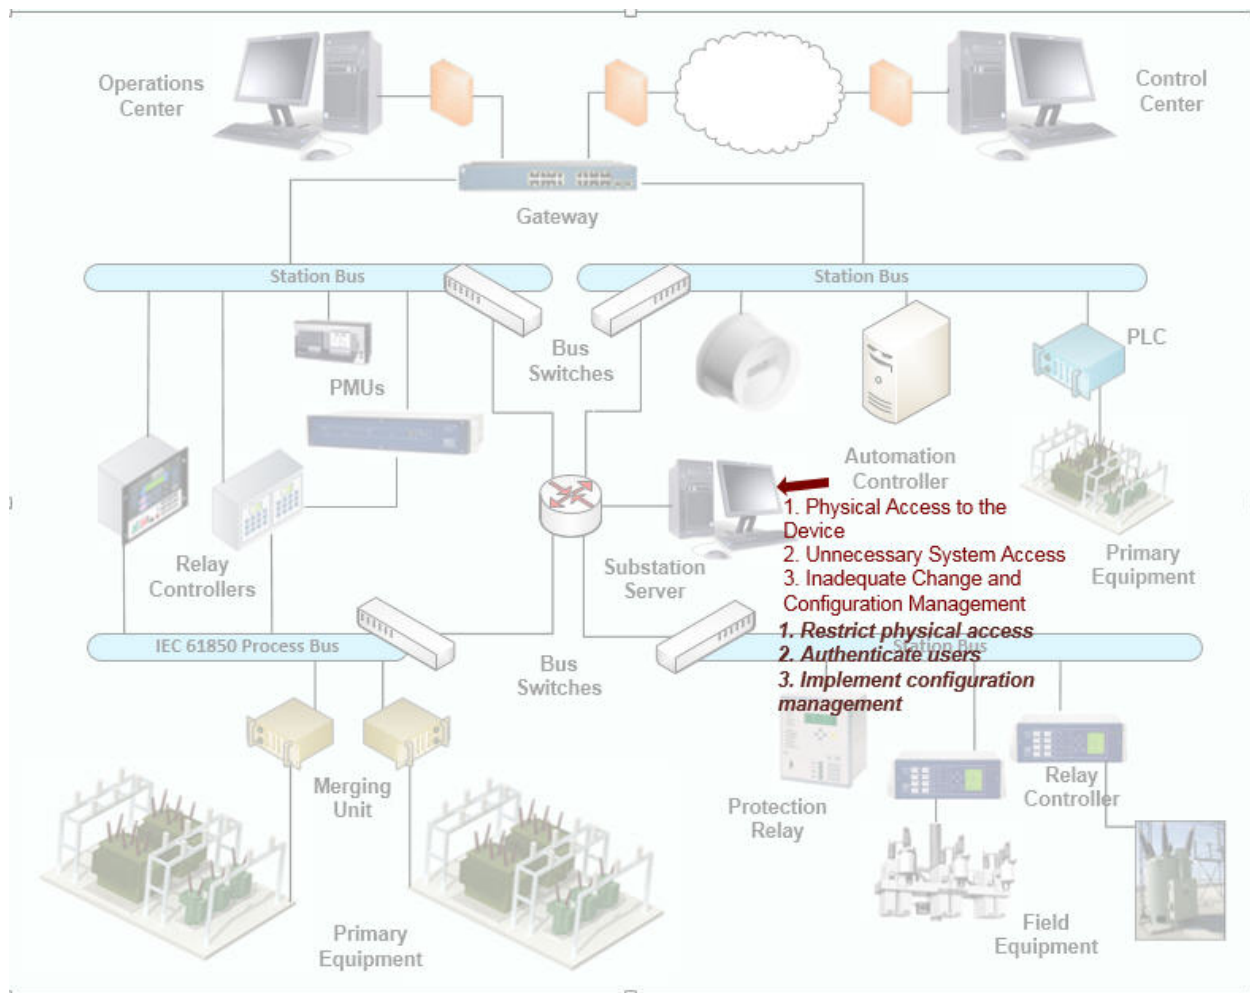 Operations
Center
Control
Center
Gateway
Station Bus
Station Bus
Bus
Switches
PLC
PMUs
Automation
Controller
1. Physical Access to the
Device
2. Unnecessary System Access
3. Inadequate Change and
Configuration Management
Relay
Controllers
Substation
Server
Primary
Equipment
1. Restrict physical access
2. Authenticate users
3. Implement configuration
management
IEC 61850 Process Bus
Station Bus
Bus
Switches
Merging
Unit
Protection
Relay
Relay
Controller
Primary
Equipment
Field
Equipment